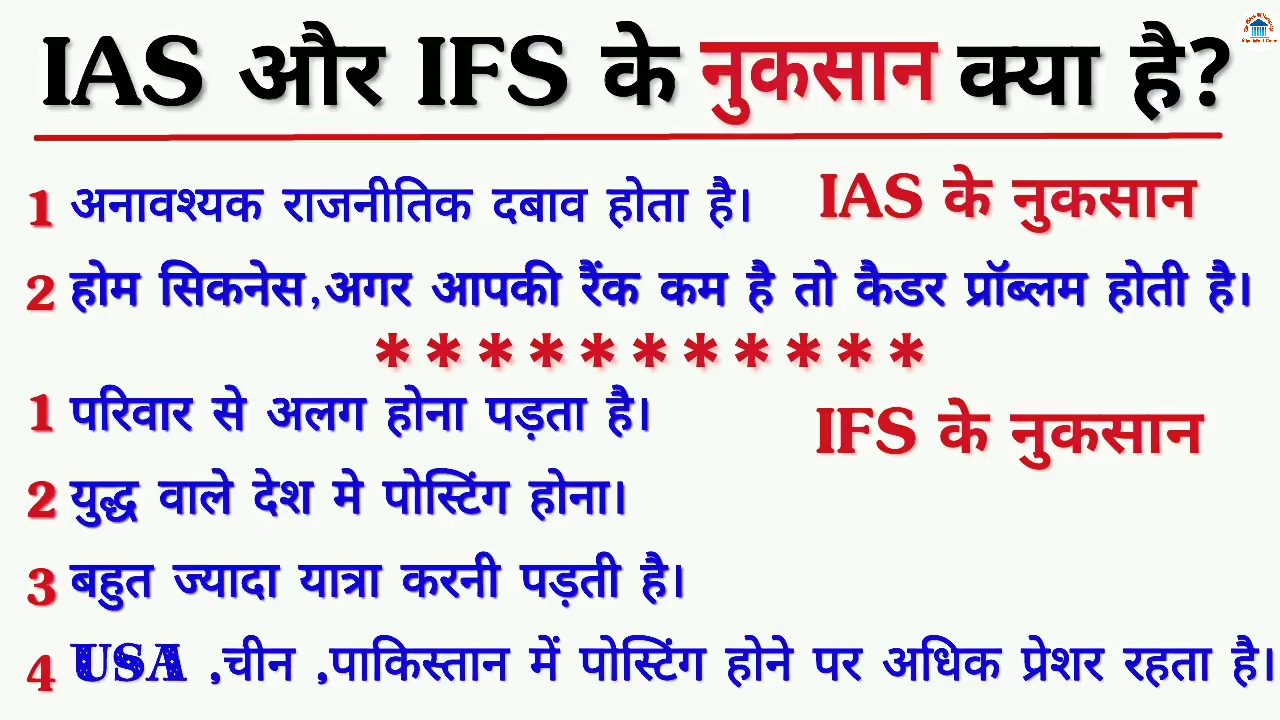 IAS और IFS के नुकसान क्या है?
IAS के नुकसान
1 अनावश्यक राजनीतिक दबाव होता है।
2 होम सिकनेस,अगर आपकी रैंक कम है तो कैडर प्रॉब्लम होती है।
***********
IFS के नुकसान
1 परिवार से अलग होना पड़ता है।
2 युद्ध वाले देश मे पोस्टिंग होना।
3 बहुत ज्यादा यात्रा करनी पड़ती है।
4 USA ,चीन ,पाकिस्तान में पोस्टिंग होने पर अधिक प्रेशर रहता है।